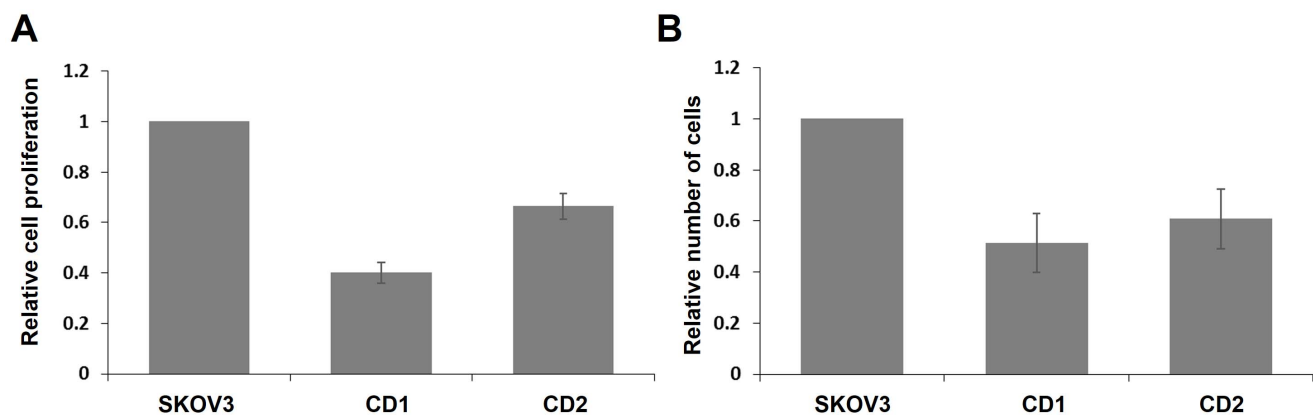 A
Relative cell proliferation
1.2
1
0.8
0.6
0.4
0.2
0
SKOV3 CD1 CD2
B
Relative number of cells
1.2
1
0.8
0.6
0.4
0.2
0
SKOV3 CD1 CD2